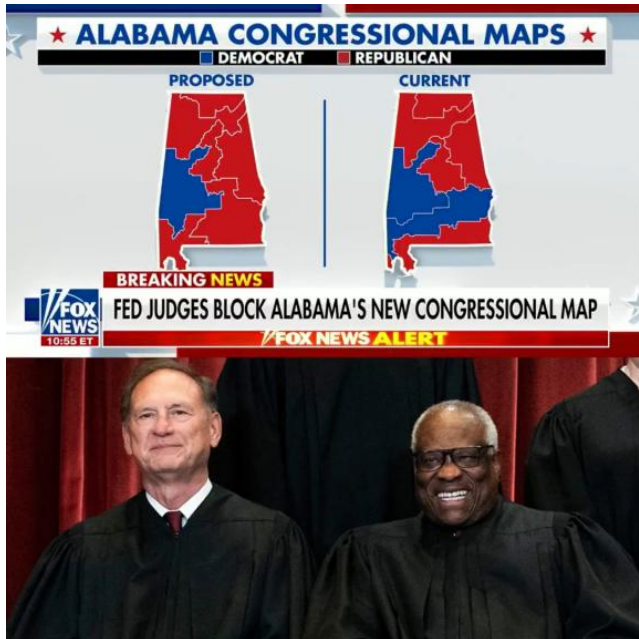 ALABAMA CONGRESSIONAL MAPS
DEMOCRAT REPUBLICAN
PROPOSED CURRENT
BREAKING NEWS
FED JUDGES BLOCK ALABAMA'S NEW CONGRESSIONAL MAP
FOX
NEWS
10:55 ET
FOX NEWS ALERT